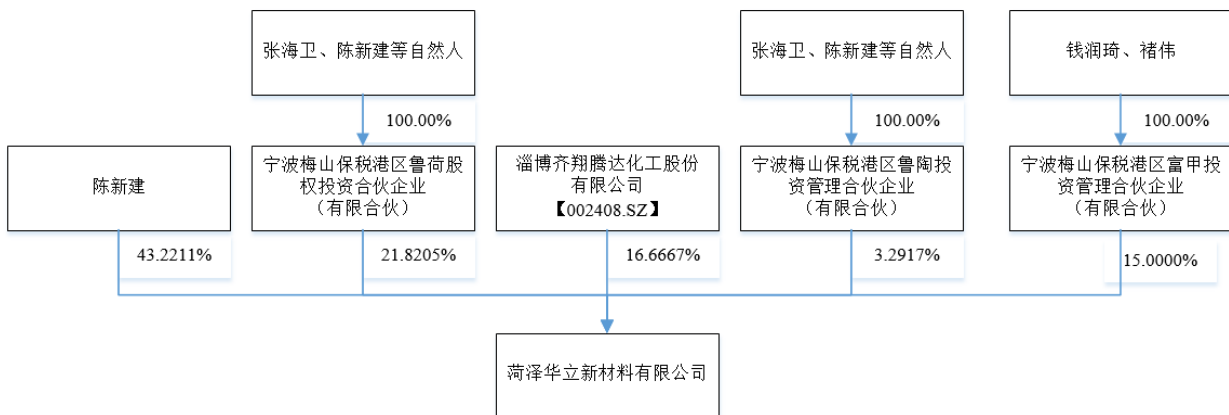 张海卫、陈新建等自然人
张海卫、陈新建等自然人
钱润琦、褚伟
100.00%
100.00%
100.00%
陈新建
宁波梅山保税港区鲁荷股
权投资合伙企业
（有限合伙）
淄博齐翔腾达化工股份
有限公司
【002408.SZ】
宁波梅山保税港区鲁陶投
资管理合伙企业
（有限合伙）
宁波梅山保税港区富甲投
资管理合伙企业
（有限合伙）
43.2211%
21.8205%
16.6667%
3.2917%
15.0000%
菏泽华立新材料有限公司